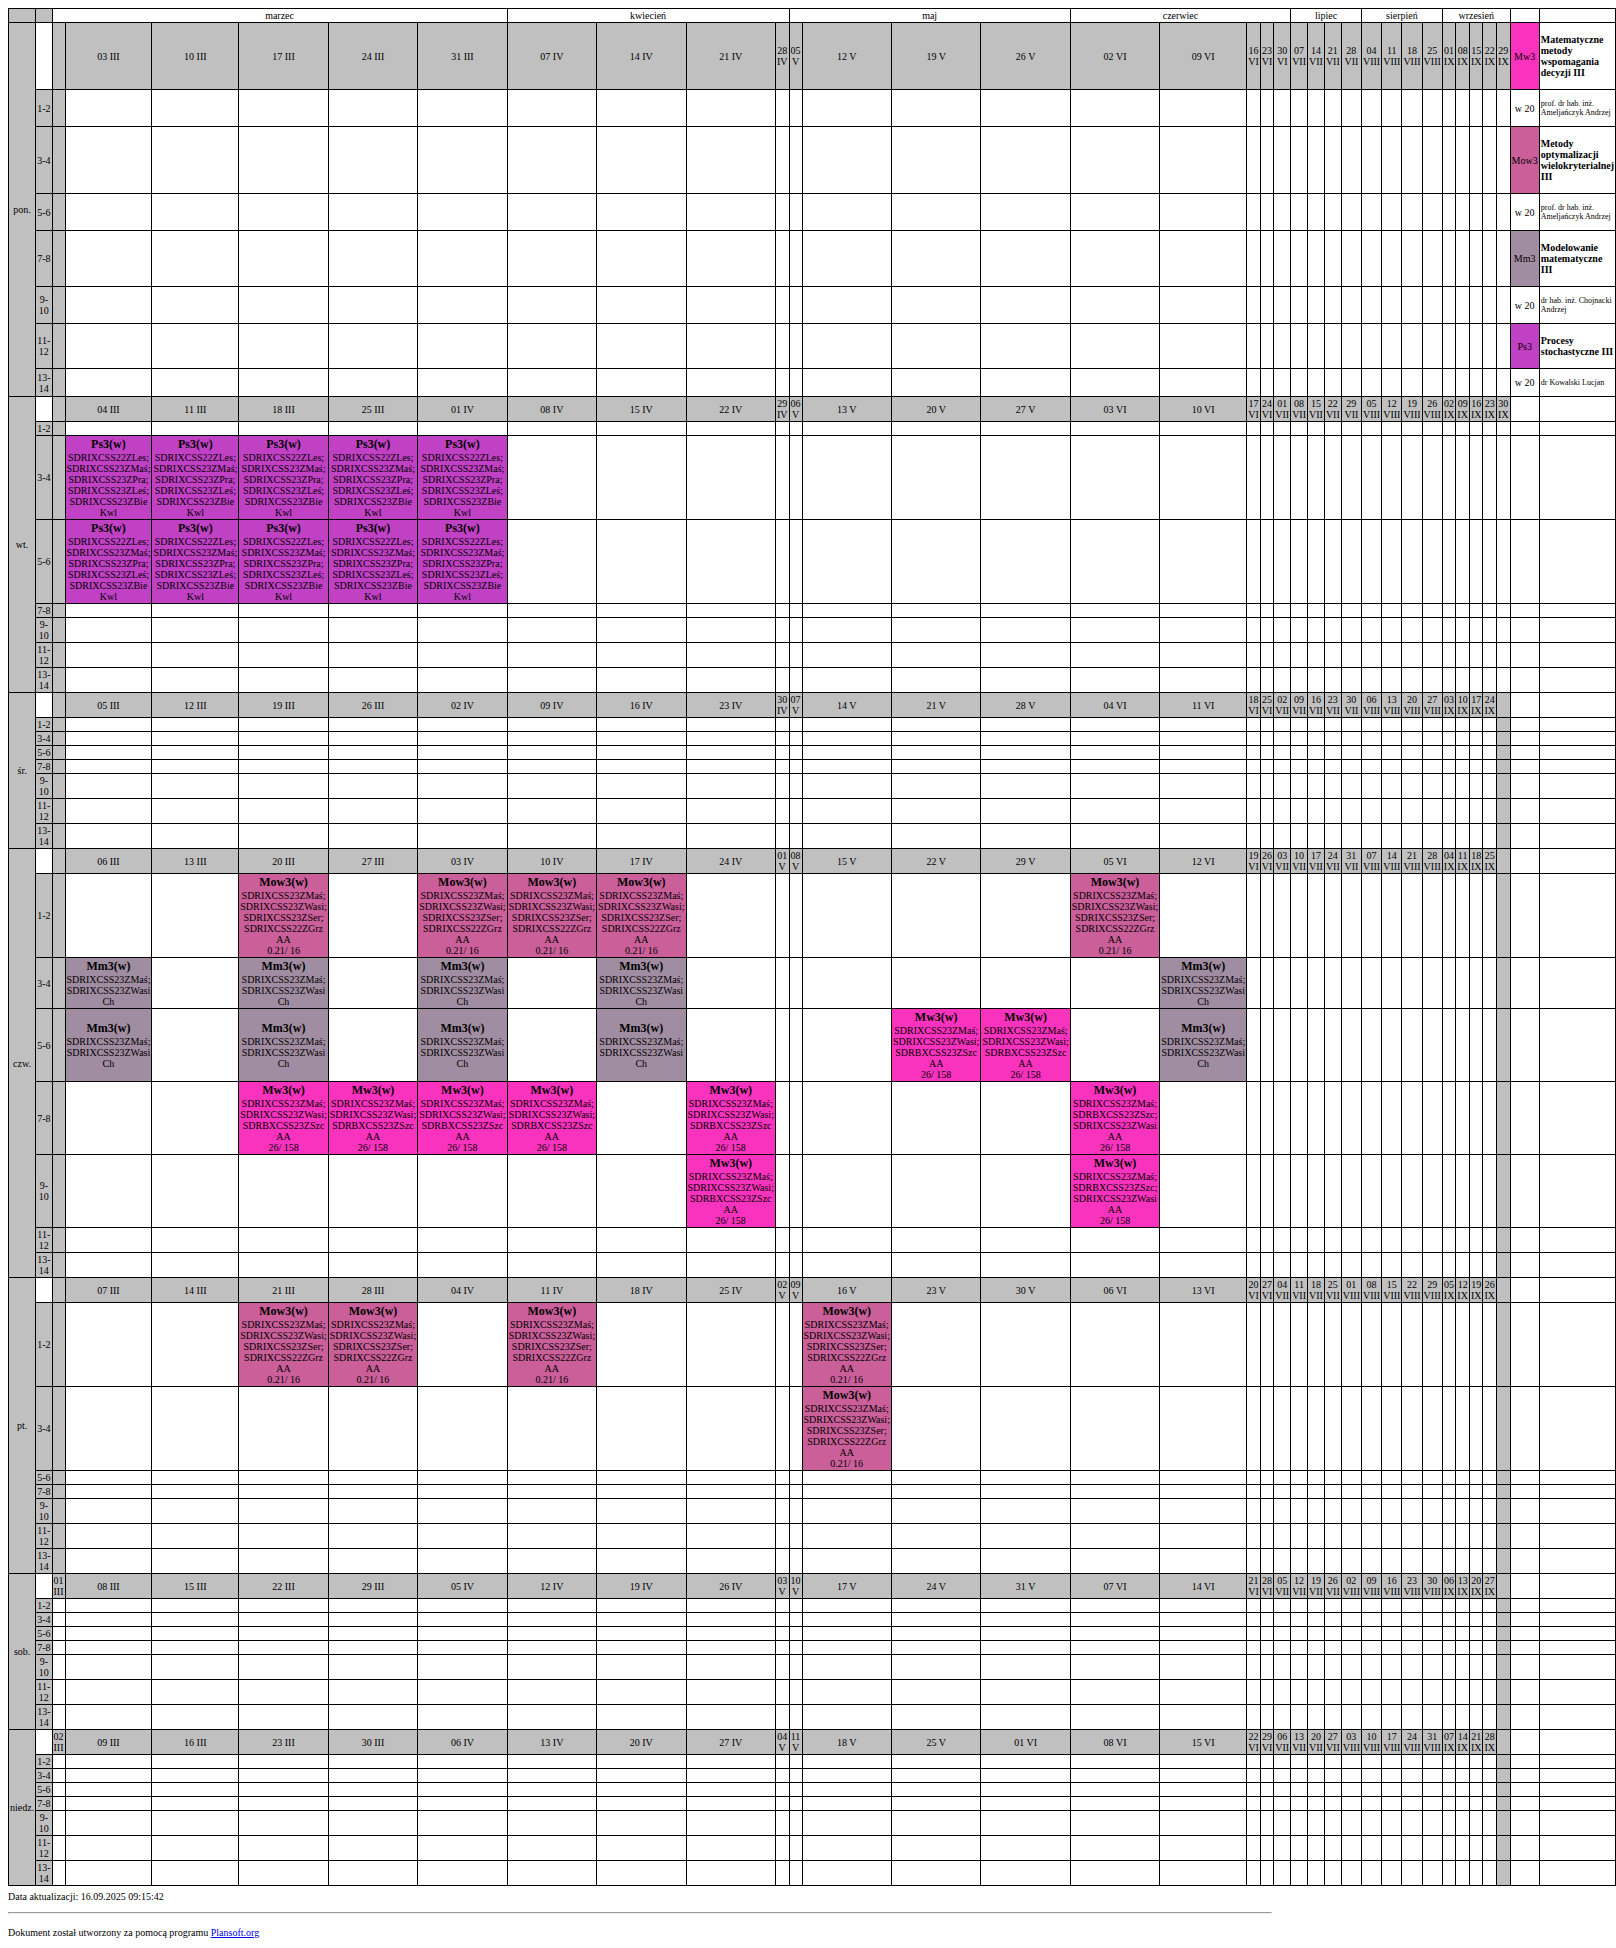 marzec kwiecień maj czerwiec lipiec sierpień wrzesień
pon. 03 III 10 III 17 III 24 III 31 III 07 IV 14 IV 21 IV 28 IV 05 V 12 V 19 V 26 V 02 VI 09 VI 16 VI 23 VI 30 VI 07 VII 14 VII 21 VII 28 VII 04 VIII 11 VIII 18 VIII 25 VIII 01 IX 08 IX 15 IX 22 IX 29 IX Mw3 Matematyczne metody wspomagania decyzji III
1-2 w 20 prof. dr hab. inż. Ameljańczyk Andrzej
3-4 Mow3 Metody optymalizacji wielokryterialnej III
5-6 w 20 prof. dr hab. inż. Ameljańczyk Andrzej
7-8 Mm3 Modelowanie matematyczne III
9-10 w 20 dr hab. inż. Chojnacki Andrzej
11-12 Ps3 Procesy stochastyczne III
13-14 w 20 dr Kowalski Lucjan
wt. 04 III 11 III 18 III 25 III 01 IV 08 IV 15 IV 22 IV 29 IV 06 V 13 V 20 V 27 V 03 VI 10 VI 17 VI 24 VI 01 VII 08 VII 15 VII 22 VII 29 VII 05 VIII 12 VIII 19 VIII 26 VIII 02 IX 09 IX 16 IX 23 IX 30 IX
1-2
3-4 Ps3(w) Ps3(w) Ps3(w) Ps3(w) Ps3(w)
SDRIXCSS22ZLes; SDRIXCSS22ZLes; SDRIXCSS22ZLes; SDRIXCSS22ZLes; SDRIXCSS22ZLes;
SDRIXCSS23ZMaś; SDRIXCSS23ZMaś; SDRIXCSS23ZMaś; SDRIXCSS23ZMaś; SDRIXCSS23ZMaś;
SDRIXCSS23ZPra; SDRIXCSS23ZPra; SDRIXCSS23ZPra; SDRIXCSS23ZPra; SDRIXCSS23ZPra;
SDRIXCSS23ZLeś; SDRIXCSS23ZLeś; SDRIXCSS23ZLeś; SDRIXCSS23ZLeś; SDRIXCSS23ZLeś;
SDRIXCSS23ZBie SDRIXCSS23ZBie SDRIXCSS23ZBie SDRIXCSS23ZBie SDRIXCSS23ZBie
Kwl Kwl Kwl Kwl Kwl
5-6 Ps3(w) Ps3(w) Ps3(w) Ps3(w) Ps3(w)
SDRIXCSS22ZLes; SDRIXCSS22ZLes; SDRIXCSS22ZLes; SDRIXCSS22ZLes; SDRIXCSS22ZLes;
SDRIXCSS23ZMaś; SDRIXCSS23ZMaś; SDRIXCSS23ZMaś; SDRIXCSS23ZMaś; SDRIXCSS23ZMaś;
SDRIXCSS23ZPra; SDRIXCSS23ZPra; SDRIXCSS23ZPra; SDRIXCSS23ZPra; SDRIXCSS23ZPra;
SDRIXCSS23ZLeś; SDRIXCSS23ZLeś; SDRIXCSS23ZLeś; SDRIXCSS23ZLeś; SDRIXCSS23ZLeś;
SDRIXCSS23ZBie SDRIXCSS23ZBie SDRIXCSS23ZBie SDRIXCSS23ZBie SDRIXCSS23ZBie
Kwl Kwl Kwl Kwl Kwl
7-8
9-10
11-12
13-14
śr. 05 III 12 III 19 III 26 III 02 IV 09 IV 16 IV 23 IV 30 IV 07 V 14 V 21 V 28 V 04 VI 11 VI 18 VI 25 VI 02 VII 09 VII 16 VII 23 VII 30 VII 06 VIII 13 VIII 20 VIII 27 VIII 03 IX 10 IX 17 IX 24 IX
1-2
3-4
5-6
7-8
9-10
11-12
13-14
czw. 06 III 13 III 20 III 27 III 03 IV 10 IV 17 IV 24 IV 01 V 08 V 15 V 22 V 29 V 05 VI 12 VI 19 VI 26 VI 03 VII 10 VII 17 VII 24 VII 31 VII 07 VIII 14 VIII 21 VIII 28 VIII 04 IX 11 IX 18 IX 25 IX
1-2 Mow3(w) Mow3(w) Mow3(w) Mow3(w) Mow3(w)
SDRIXCSS23ZMaś; SDRIXCSS23ZMaś; SDRIXCSS23ZMaś; SDRIXCSS23ZMaś; SDRIXCSS23ZMaś;
SDRIXCSS23ZWasi; SDRIXCSS23ZWasi; SDRIXCSS23ZWasi; SDRIXCSS23ZWasi; SDRIXCSS23ZWasi;
SDRIXCSS23ZSer; SDRIXCSS23ZSer; SDRIXCSS23ZSer; SDRIXCSS23ZSer; SDRIXCSS23ZSer;
SDRIXCSS22ZGrz SDRIXCSS22ZGrz SDRIXCSS22ZGrz SDRIXCSS22ZGrz SDRIXCSS22ZGrz
AA AA AA AA AA
0.21/ 16 0.21/ 16 0.21/ 16 0.21/ 16 0.21/ 16
3-4 Mm3(w) Mm3(w) Mm3(w) Mm3(w) Mm3(w)
SDRIXCSS23ZMaś; SDRIXCSS23ZMaś; SDRIXCSS23ZMaś; SDRIXCSS23ZMaś; SDRIXCSS23ZMaś;
SDRIXCSS23ZWasi SDRIXCSS23ZWasi SDRIXCSS23ZWasi SDRIXCSS23ZWasi SDRIXCSS23ZWasi
Ch Ch Ch Ch Ch
5-6 Mm3(w) Mm3(w) Mm3(w) Mm3(w) Mw3(w) Mw3(w) Mm3(w)
SDRIXCSS23ZMaś; SDRIXCSS23ZMaś; SDRIXCSS23ZMaś; SDRIXCSS23ZMaś; SDRIXCSS23ZMaś; SDRIXCSS23ZMaś; SDRIXCSS23ZMaś;
SDRIXCSS23ZWasi SDRIXCSS23ZWasi SDRIXCSS23ZWasi SDRIXCSS23ZWasi SDRIXCSS23ZWasi; SDRIXCSS23ZWasi; SDRIXCSS23ZWasi
Ch Ch Ch Ch SDRBXCSS23ZSzc SDRBXCSS23ZSzc Ch
AA AA
26/ 158 26/ 158
7-8 Mw3(w) Mw3(w) Mw3(w) Mw3(w) Mw3(w) Mw3(w)
SDRIXCSS23ZMaś; SDRIXCSS23ZMaś; SDRIXCSS23ZMaś; SDRIXCSS23ZMaś; SDRIXCSS23ZMaś; SDRIXCSS23ZMaś;
SDRIXCSS23ZWasi; SDRIXCSS23ZWasi; SDRIXCSS23ZWasi; SDRIXCSS23ZWasi; SDRIXCSS23ZWasi; SDRBXCSS23ZSzc;
SDRBXCSS23ZSzc SDRBXCSS23ZSzc SDRBXCSS23ZSzc SDRBXCSS23ZSzc SDRBXCSS23ZSzc SDRIXCSS23ZWasi
AA AA AA AA AA AA
26/ 158 26/ 158 26/ 158 26/ 158 26/ 158 26/ 158
9-10 Mw3(w) Mw3(w)
SDRIXCSS23ZMaś; SDRIXCSS23ZMaś;
SDRIXCSS23ZWasi; SDRBXCSS23ZSzc;
SDRBXCSS23ZSzc SDRIXCSS23ZWasi
AA AA
26/ 158 26/ 158
11-12
13-14
pt. 07 III 14 III 21 III 28 III 04 IV 11 IV 18 IV 25 IV 02 V 09 V 16 V 23 V 30 V 06 VI 13 VI 20 VI 27 VI 04 VII 11 VII 18 VII 25 VII 01 VIII 08 VIII 15 VIII 22 VIII 29 VIII 05 IX 12 IX 19 IX 26 IX
1-2 Mow3(w) Mow3(w) Mow3(w) Mow3(w)
SDRIXCSS23ZMaś; SDRIXCSS23ZMaś; SDRIXCSS23ZMaś; SDRIXCSS23ZMaś;
SDRIXCSS23ZWasi; SDRIXCSS23ZWasi; SDRIXCSS23ZWasi; SDRIXCSS23ZWasi;
SDRIXCSS23ZSer; SDRIXCSS23ZSer; SDRIXCSS23ZSer; SDRIXCSS23ZSer;
SDRIXCSS22ZGrz SDRIXCSS22ZGrz SDRIXCSS22ZGrz SDRIXCSS22ZGrz
AA AA AA AA
0.21/ 16 0.21/ 16 0.21/ 16 0.21/ 16
3-4 Mow3(w)
SDRIXCSS23ZMaś;
SDRIXCSS23ZWasi;
SDRIXCSS23ZSer;
SDRIXCSS22ZGrz
AA
0.21/ 16
5-6
7-8
9-10
11-12
13-14
sob. 01 III 08 III 15 III 22 III 29 III 05 IV 12 IV 19 IV 26 IV 03 V 10 V 17 V 24 V 31 V 07 VI 14 VI 21 VI 28 VI 05 VII 12 VII 19 VII 26 VII 02 VIII 09 VIII 16 VIII 23 VIII 30 VIII 06 IX 13 IX 20 IX 27 IX
1-2
3-4
5-6
7-8
9-10
11-12
13-14
niedz. 02 III 09 III 16 III 23 III 30 III 06 IV 13 IV 20 IV 27 IV 04 V 11 V 18 V 25 V 01 VI 08 VI 15 VI 22 VI 29 VI 06 VII 13 VII 20 VII 27 VII 03 VIII 10 VIII 17 VIII 24 VIII 31 VIII 07 IX 14 IX 21 IX 28 IX
1-2
3-4
5-6
7-8
9-10
11-12
13-14
Data aktualizacji: 16.09.2025 09:15:42
Dokument został utworzony za pomocą programu Plansoft.org